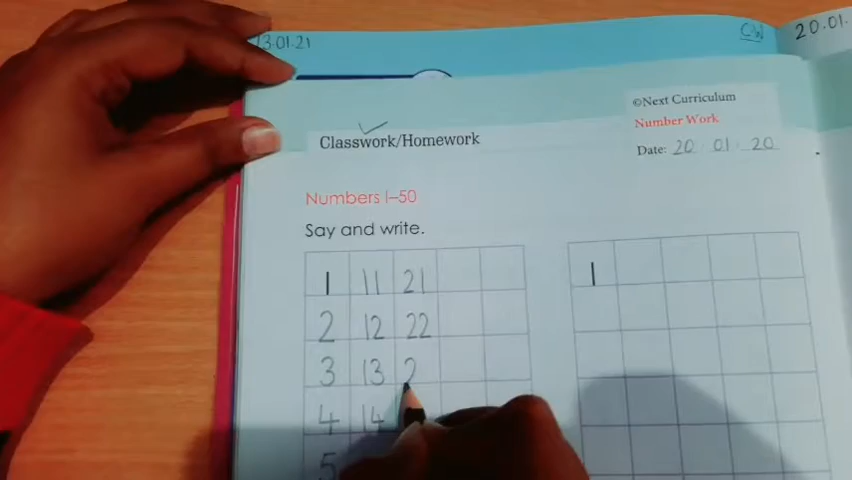 13.01.21
C.W
20.01.
©Next Curriculum
Number Work
Date: 20 01 20
Classwork/Homework
Numbers 1–50
Say and write.
1 11 21
1
2 12 22
3 13 2
4 14
5